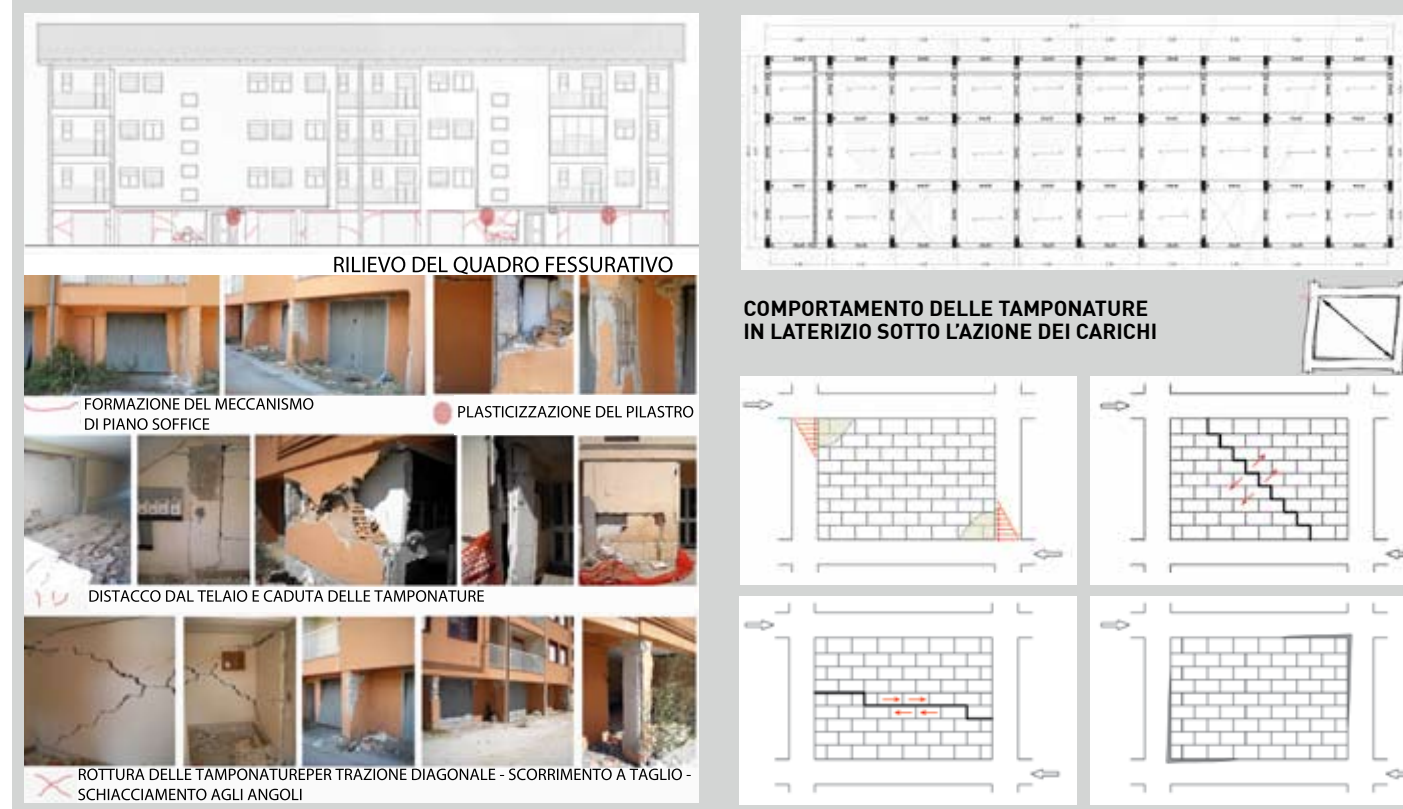 RILIEVO DEL QUADRO FESSURATIVO
FORMAZIONE DEL MECCANISMO
DI PIANO SOFFICE
PLASTICIZZAZIONE DEL PILASTRO
DISTACCO DAL TELAIO E CADUTA DELLE TAMPONATURE
ROTTURA DELLE TAMPONATUREPER TRAZIONE DIAGONALE - SCORRIMENTO A TAGLIO -
SCHIACCIAMENTO AGLI ANGOLI
COMPORTAMENTO DELLE TAMPONATURE
IN LATERIZIO SOTTO L'AZIONE DEI CARICHI